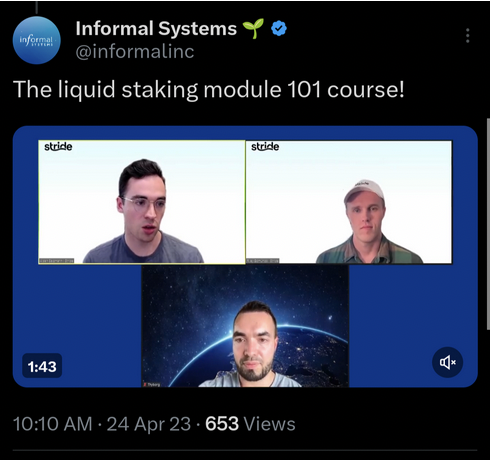 Informal Systems
@informalinc
informal
SYSTEMS
The liquid staking module 101 course!
stride
stride
1:43
10:10 AM · 24 Apr 23 · 653 Views